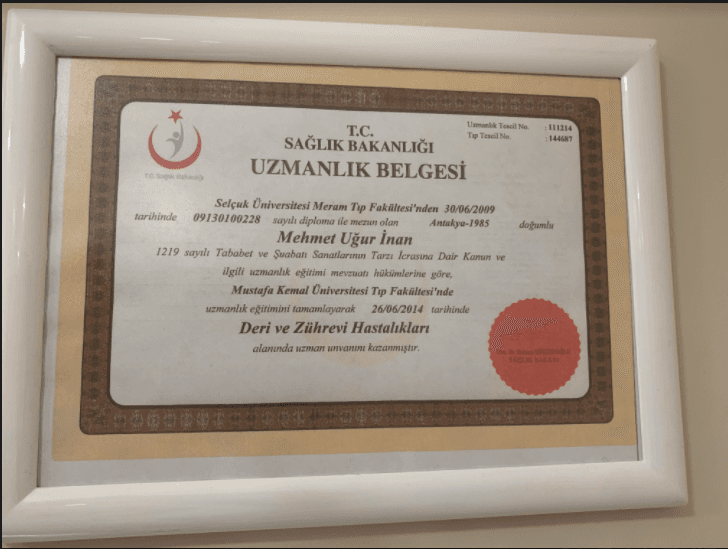 T.C.
SAĞLIK BAKANLIĞI
UZMANLIK BELGESİ
Uzmanlık Tescil No. : 111214
Tıp Tescil No. : 144687
T.C. Sağlık Bakanlığı
Selçuk Üniversitesi Meram Tıp Fakültesi'nden 30/06/2009
tarihinde 09130100228 sayılı diploma ile mezun olan Antakya-1985 doğumlu
Mehmet Uğur İnan
1219 sayılı Tababet ve Şuabatı Sanatlarının Tarzı İcrasına Dair Kanun ve
ilgili uzmanlık eğitimi mevzuatı hükümlerine göre,
Mustafa Kemal Üniversitesi Tıp Fakültesi'nde
uzmanlık eğitimini tamamlayarak 26/06/2014 tarihinde
Deri ve Zührevi Hastalıkları
alanında uzman unvanını kazanmıştır.